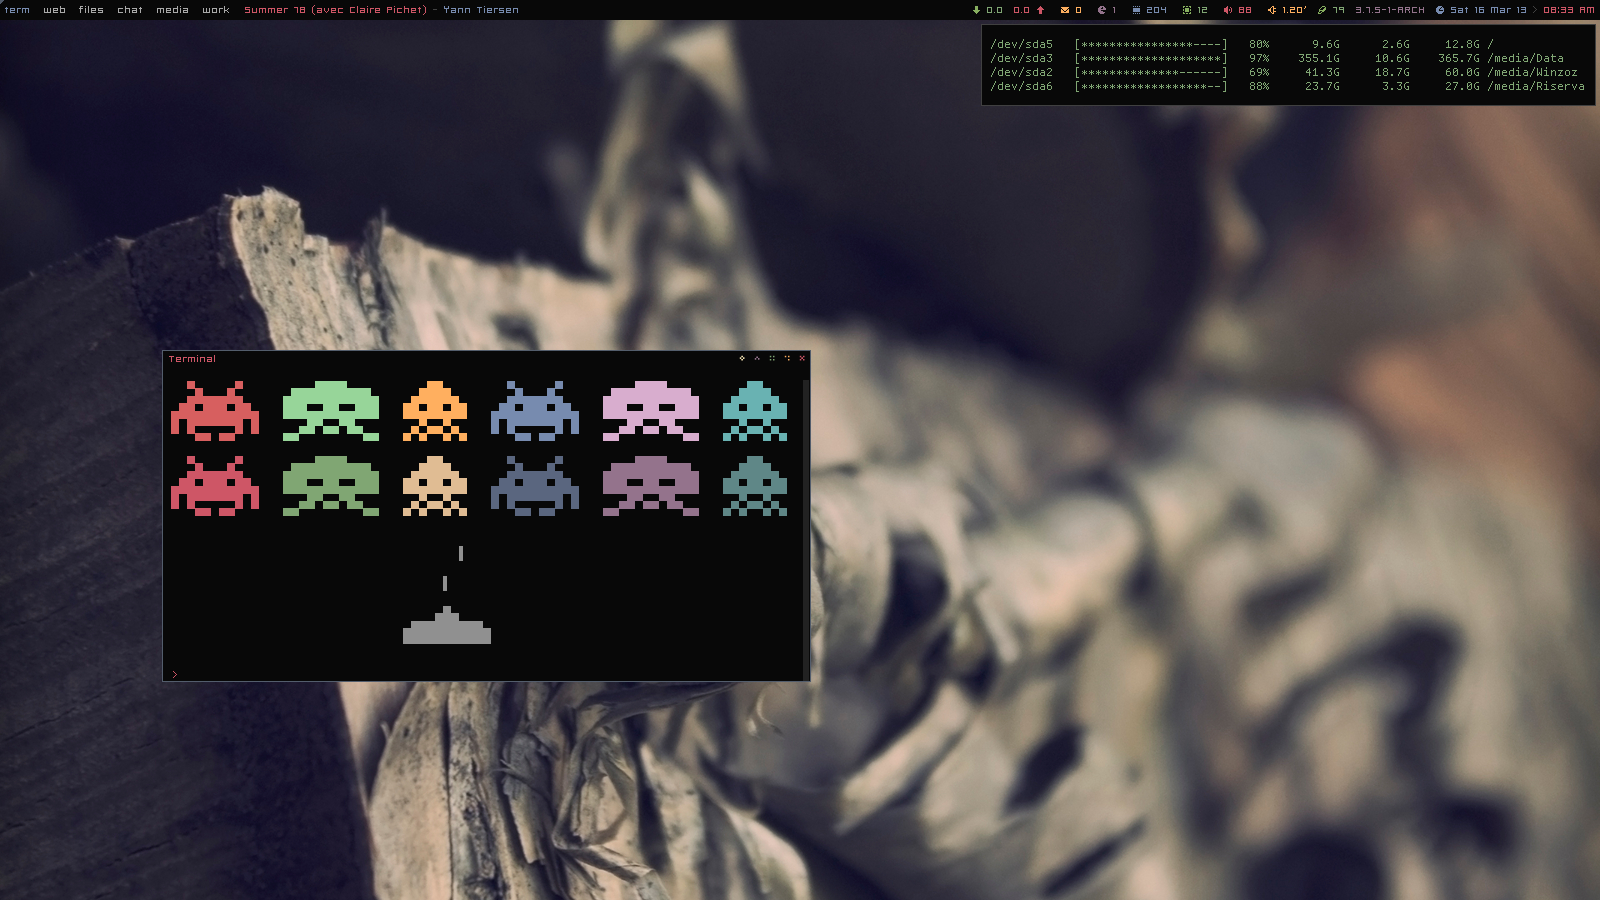 term web files chat media work Summer 78 (avec Claire Pichet) - Yann Tiersen 0.0 0.0 0 1 204 12 88 1.20' 79 3.7.5-1-ARCH Sat 16 Mar 13 > 08:33 AM
/dev/sda5 [*****************----] 80% 9.6G 2.6G 12.8G /
/dev/sda3 [*********************] 97% 355.1G 10.6G 365.7G /media/Data
/dev/sda2 [***************------] 69% 41.3G 18.7G 60.0G /media/Winzoz
/dev/sda6 [*******************--] 88% 23.7G 3.3G 27.0G /media/Riserva
Terminal
>